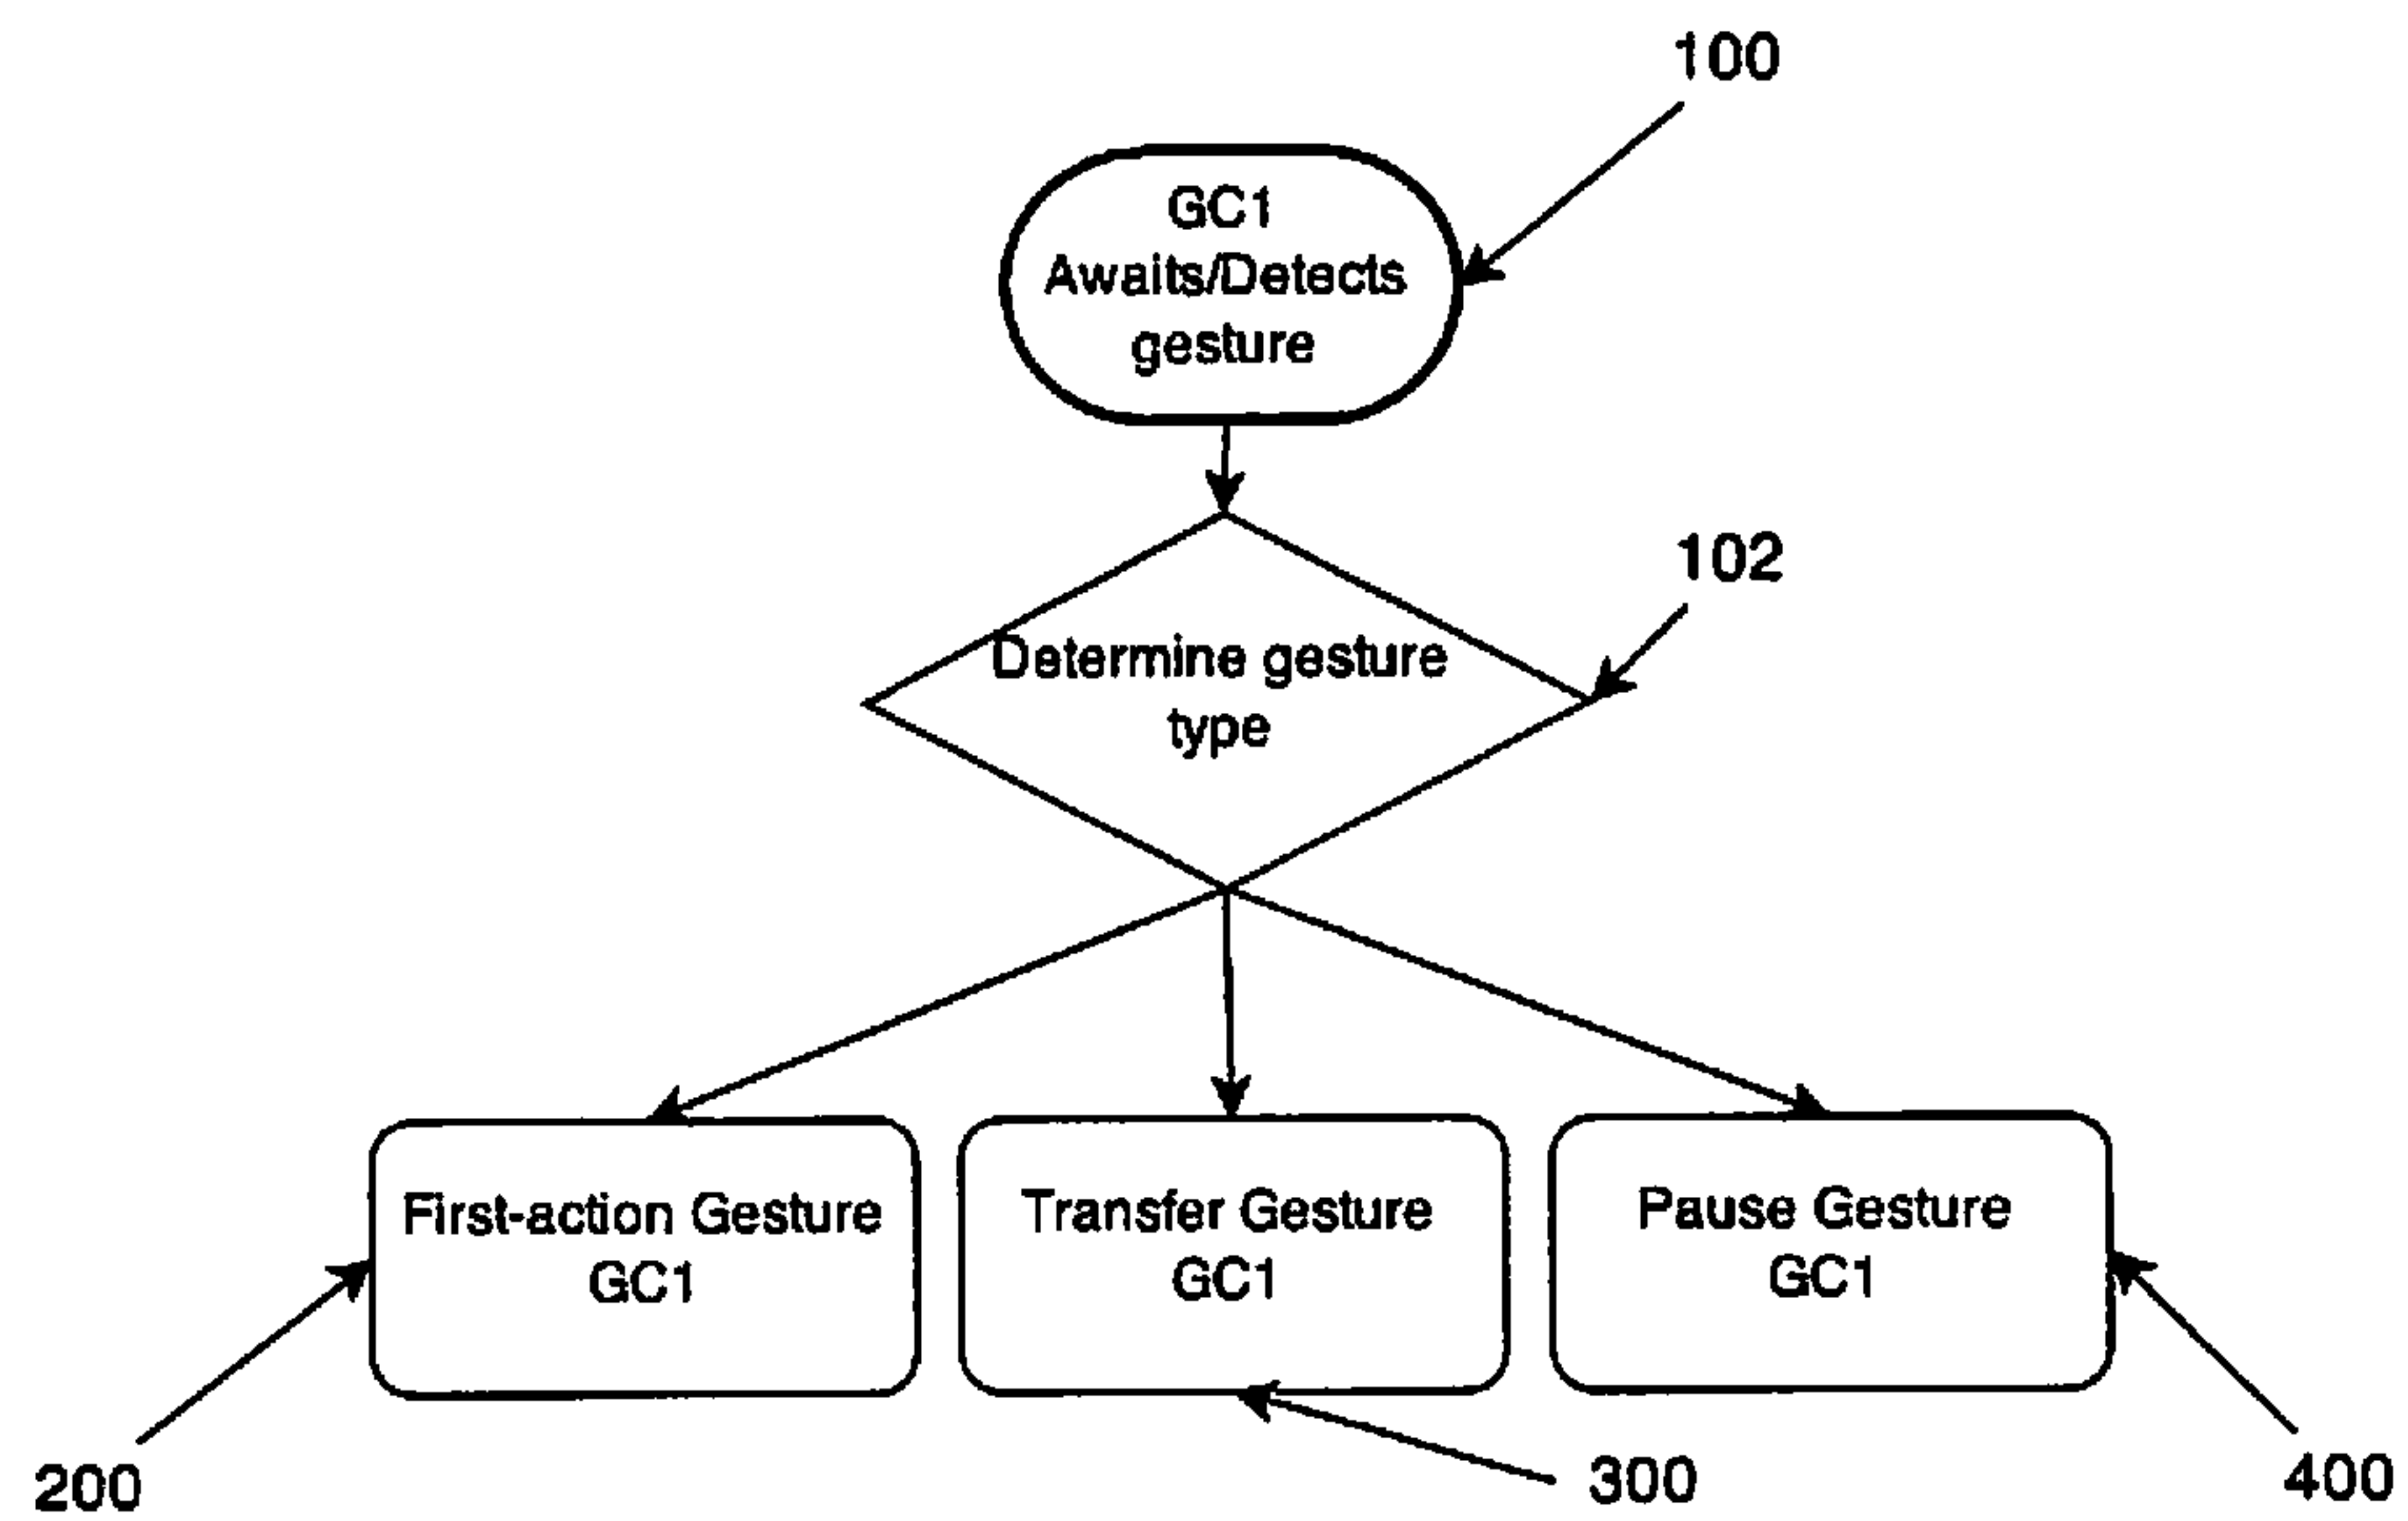 100
GC1
Awaits/Detects
gesture
102
Determine gesture
type
First-action Gesture
GC1
Transfer Gesture
GC1
Pause Gesture
GC1
200
300
400